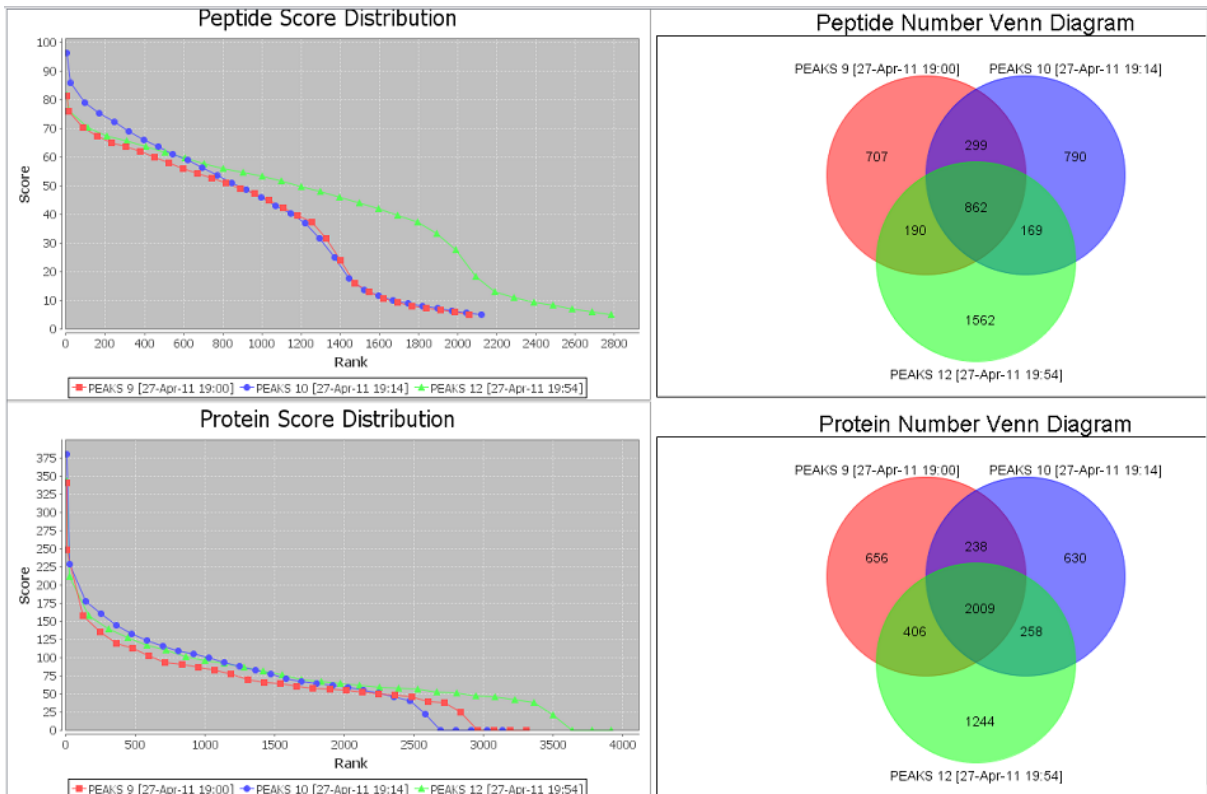 Peptide Score Distribution
100
90
80
70
60
50
40
30
20
10
0
Score
0 200 400 600 800 1000 1200 1400 1600 1800 2000 2200 2400 2600 2800
Rank
PEAKS 9 [27-Apr-11 19:00] PEAKS 10 [27-Apr-11 19:14] PEAKS 12 [27-Apr-11 19:54]
Peptide Number Venn Diagram
PEAKS 9 [27-Apr-11 19:00] PEAKS 10 [27-Apr-11 19:14]
707 299 790
862
190 169
1562
PEAKS 12 [27-Apr-11 19:54]
Protein Score Distribution
375
350
325
300
275
250
225
200
175
150
125
100
75
50
25
0
Score
0 500 1000 1500 2000 2500 3000 3500 4000
Rank
PEAKS 9 [27-Apr-11 19:00] PEAKS 10 [27-Apr-11 19:14] PEAKS 12 [27-Apr-11 19:54]
Protein Number Venn Diagram
PEAKS 9 [27-Apr-11 19:00] PEAKS 10 [27-Apr-11 19:14]
656 238 630
2009
406 258
1244
PEAKS 12 [27-Apr-11 19:54]